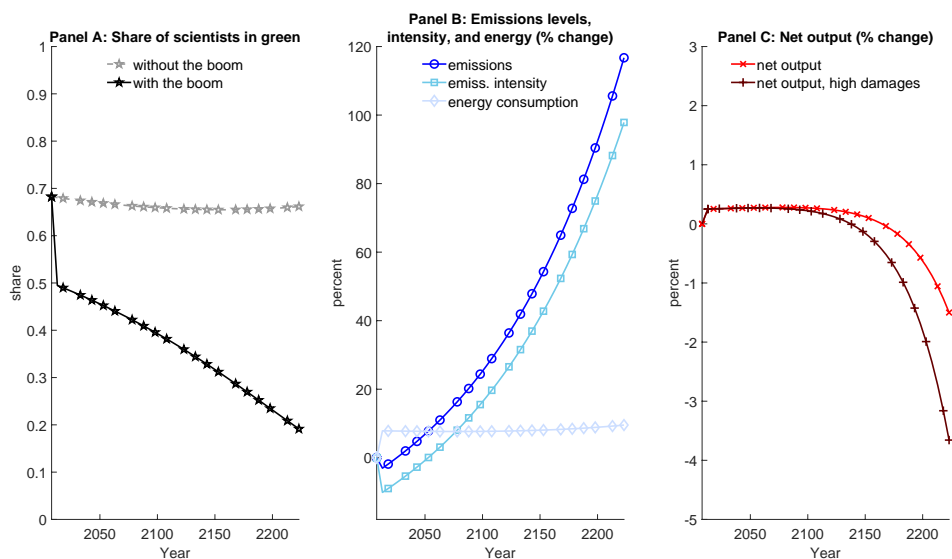 Panel A: Share of scientists in green
1
0.9
0.8
0.7
0.6
0.5
0.4
0.3
0.2
0.1
0
share
without the boom
with the boom
2050
2100
2150
2200
Year
Panel B: Emissions levels,
intensity, and energy (% change)
120
100
80
60
40
20
0
percent
emissions
emiss. intensity
energy consumption
2050
2100
2150
2200
Year
Panel C: Net output (% change)
3
2
1
0
-1
-2
-3
-4
-5
percent
net output
net output, high damages
2050
2100
2150
2200
Year